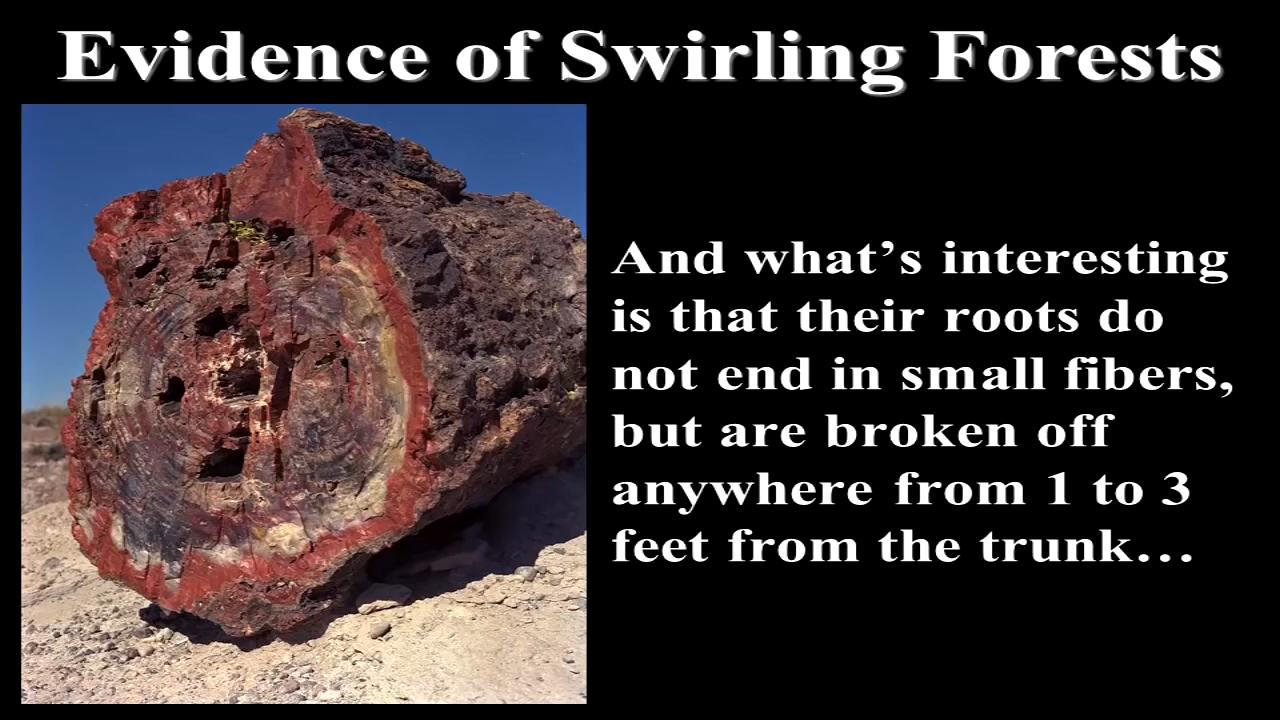 Evidence of Swirling Forests
And what’s interesting
is that their roots do
not end in small fibers,
but are broken off
anywhere from 1 to 3
feet from the trunk…